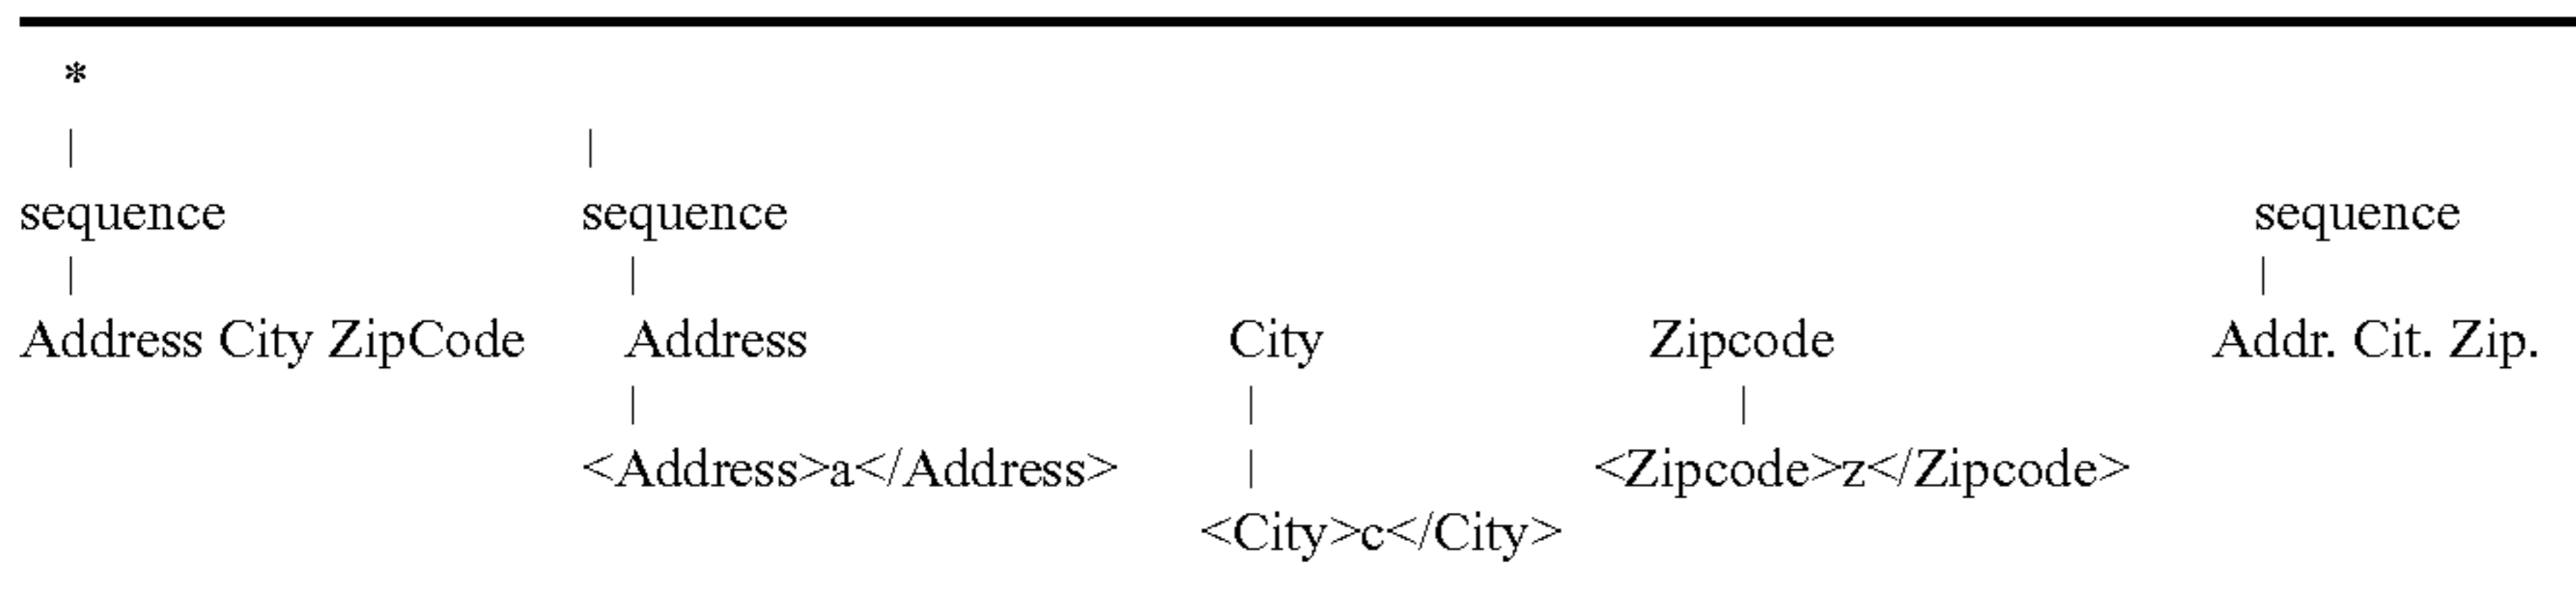 *
| |
sequence sequence sequence
| | |
Address City ZipCode Address City Zipcode Addr. Cit. Zip.
| | |
<Address>a</Address> | <Zipcode>z</Zipcode>
<City>c</City>